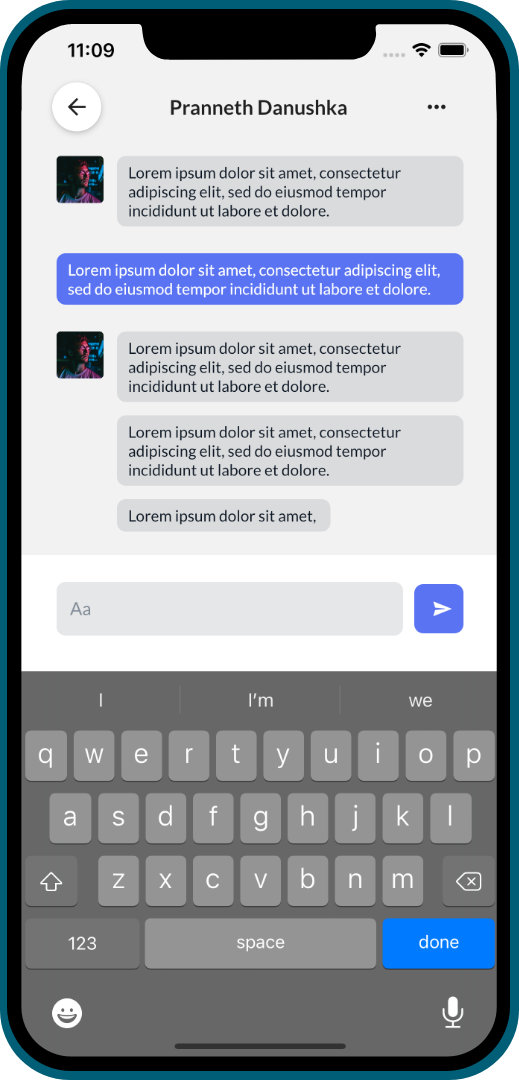 11:09
Pranneth Danushka
Lorem ipsum dolor sit amet, consectetur
adipiscing elit, sed do eiusmod tempor
incididunt ut labore et dolore.
Lorem ipsum dolor sit amet, consectetur adipiscing elit,
sed do eiusmod tempor incididunt ut labore et dolore.
Lorem ipsum dolor sit amet, consectetur
adipiscing elit, sed do eiusmod tempor
incididunt ut labore et dolore.
Lorem ipsum dolor sit amet, consectetur
adipiscing elit, sed do eiusmod tempor
incididunt ut labore et dolore.
Lorem ipsum dolor sit amet,
Aa
I I'm we
q w e r t y u i o p
a s d f g h j k l
z x c v b n m
123 space done